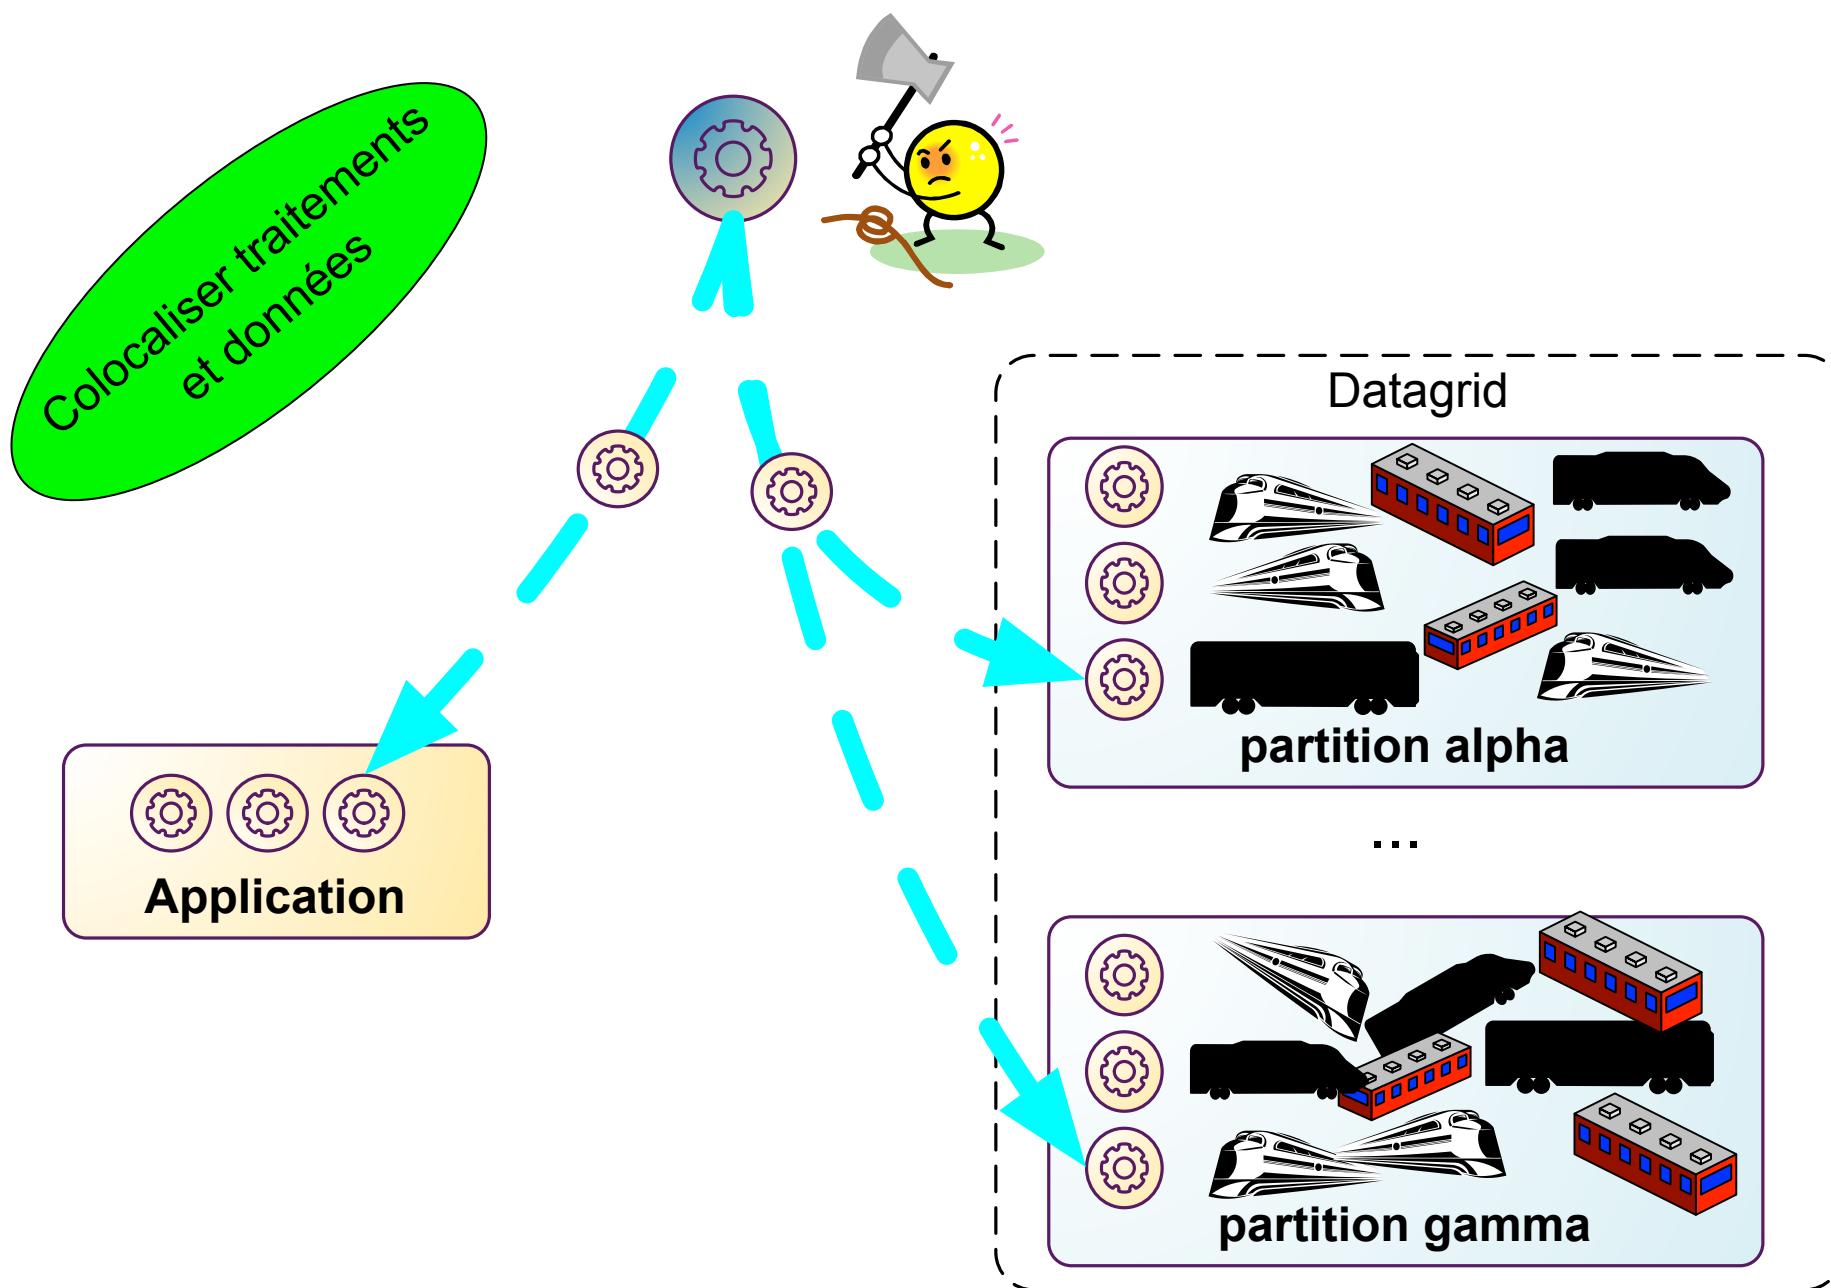 Colocaliser traitements
et données
Datagrid
partition alpha
...
Application
partition gamma